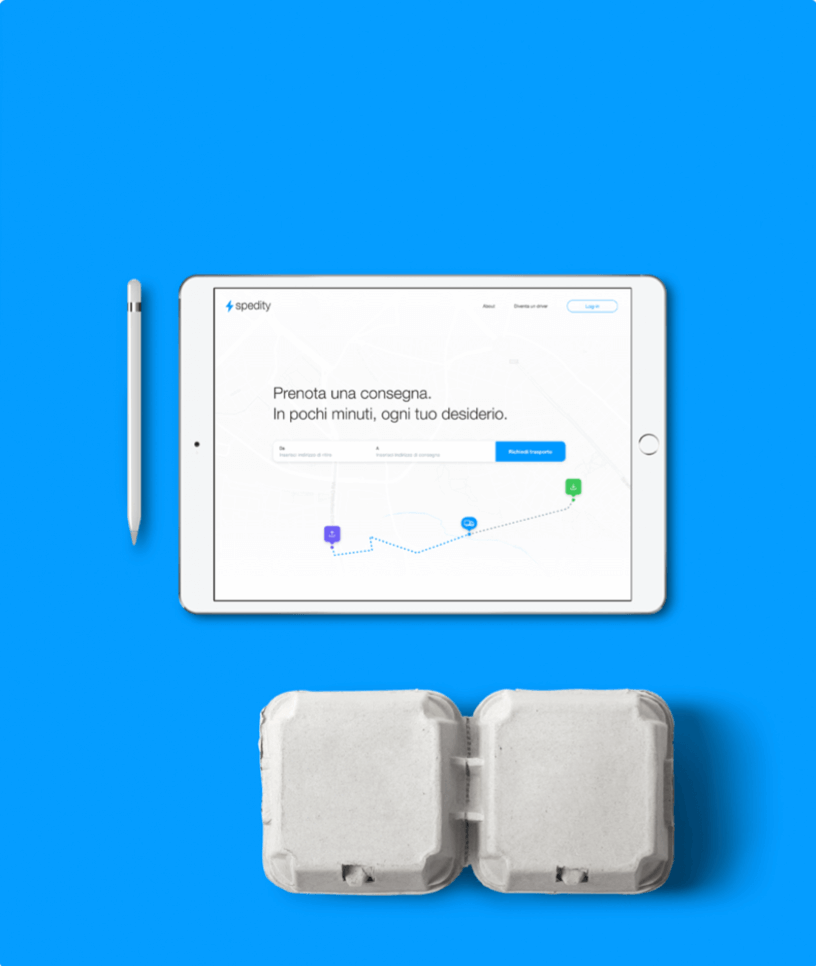 spedity
About
Diventa un driver
Log in
Prenota una consegna.
In pochi minuti, ogni tuo desiderio.
Da
A
Inserisci indirizzo di ritiro
Inserisci indirizzo di consegna
Richiedi trasporto